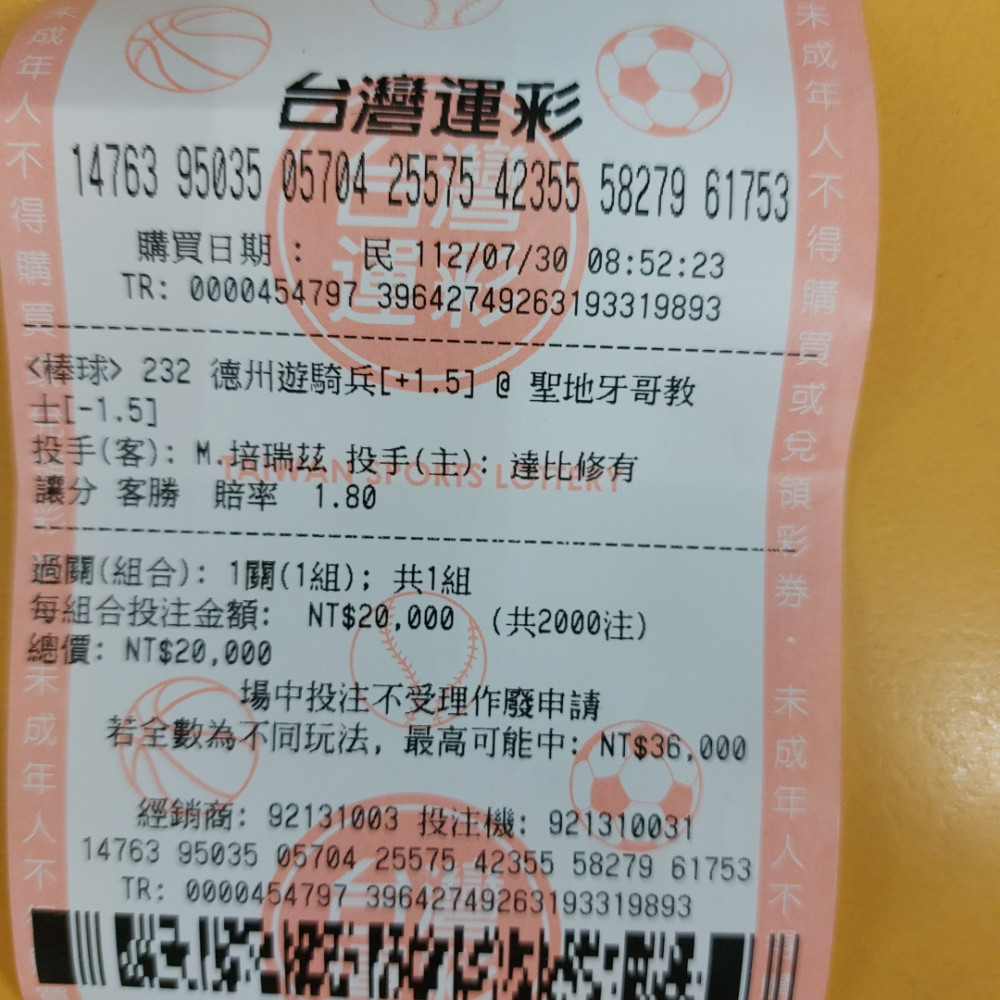 台灣運彩
14763 95035 05704 25575 42355 58279 61753
購買日期： 民 112/07/30 08:52:23
TR: 0000454797 396427492631933​19893
<棒球> 232 德州遊騎兵[+1.5] @ 聖地牙哥教
士[-1.5]
投手(客): M.培瑞茲 投手(主): 達比修有
TAIWAN SPORTS LOTTERY
讓分 客勝 賠率 1.80
過關(組合): 1關(1組); 共1組
每組合投注金額: NT$20,000 (共2000注)
總價: NT$20,000
場中投注不受理作廢申請
若全數為不同玩法, 最高可能中: NT$36,000
經銷商: 92131003 投注機: 921310031
14763 95035 05704 25575 42355 58279 61753
TR: 0000454797 39642749263193319893
未成年人不得購買
未成年人不
未成年人不得購買或兌領彩券．未成年人不得
台灣運彩
台灣